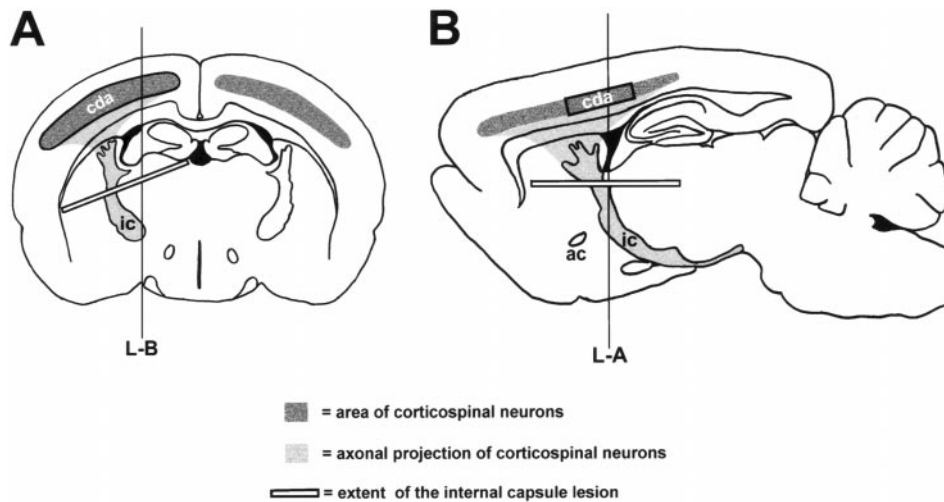 A
B
cda
cda
ic
ac
ic
L-B
L-A
= area of corticospinal neurons
= axonal projection of corticospinal neurons
= extent of the internal capsule lesion